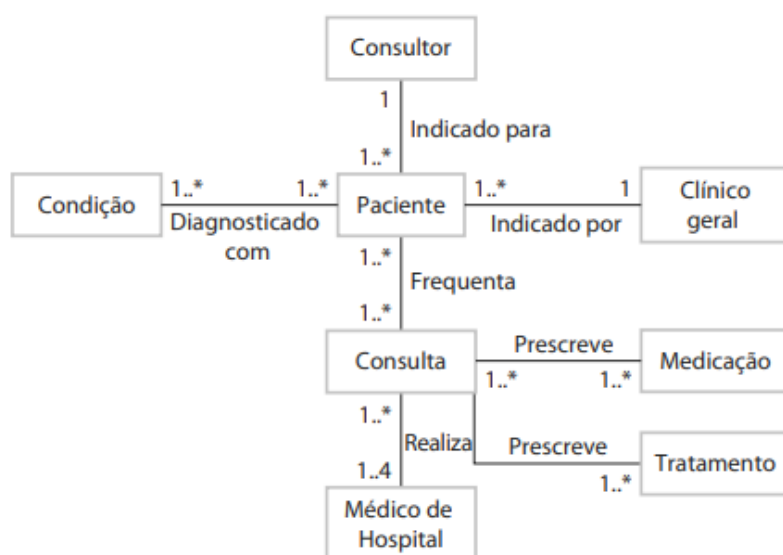 Consultor
1
Indicado para
1..*
Condição
1..*
Diagnosticado
com
1..*
Paciente
1..*
Indicado por
1
Clínico
geral
1..*
Frequenta
1..*
Consulta
Prescreve
1..*
1..*
Medicação
1..*
Realiza
1..4
Prescreve
1..*
Tratamento
Médico de
Hospital